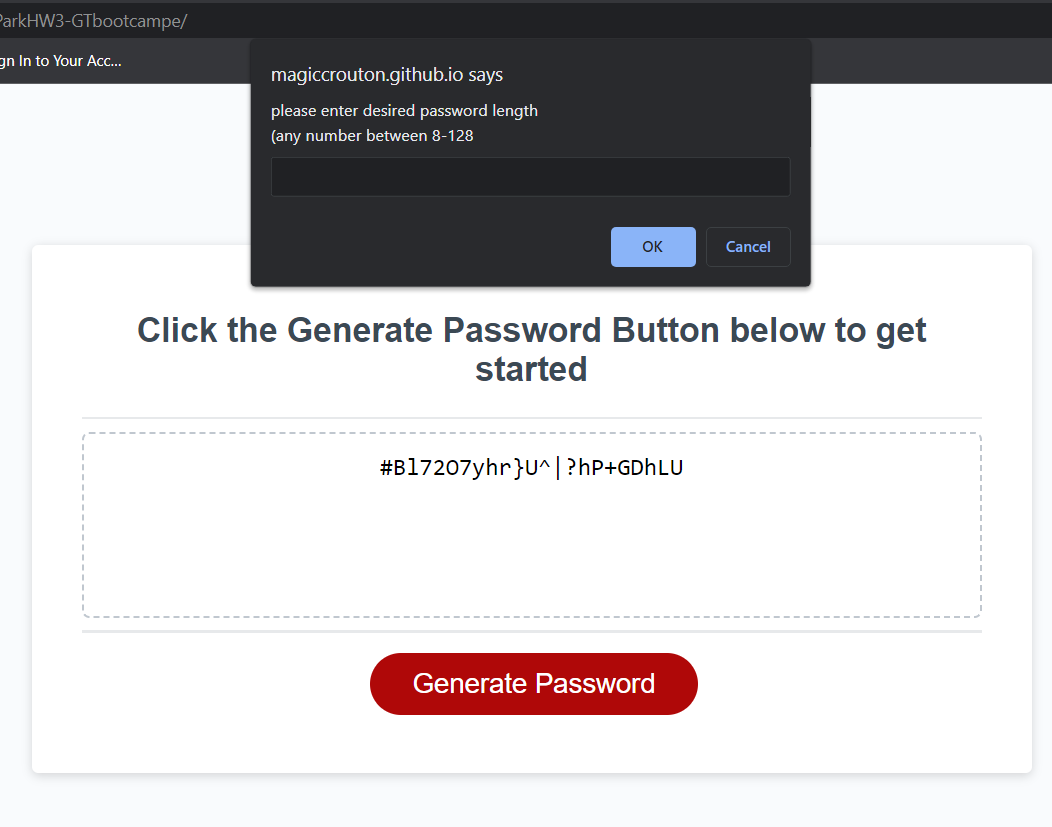 ParkHW3-GTbootcampe/
gn In to Your Acc...
magiccrouton.github.io says
please enter desired password length
(any number between 8-128
OK
Cancel
Click the Generate Password Button below to get
started
#Bl72O7yhr}U^|?hP+GDhLU
Generate Password